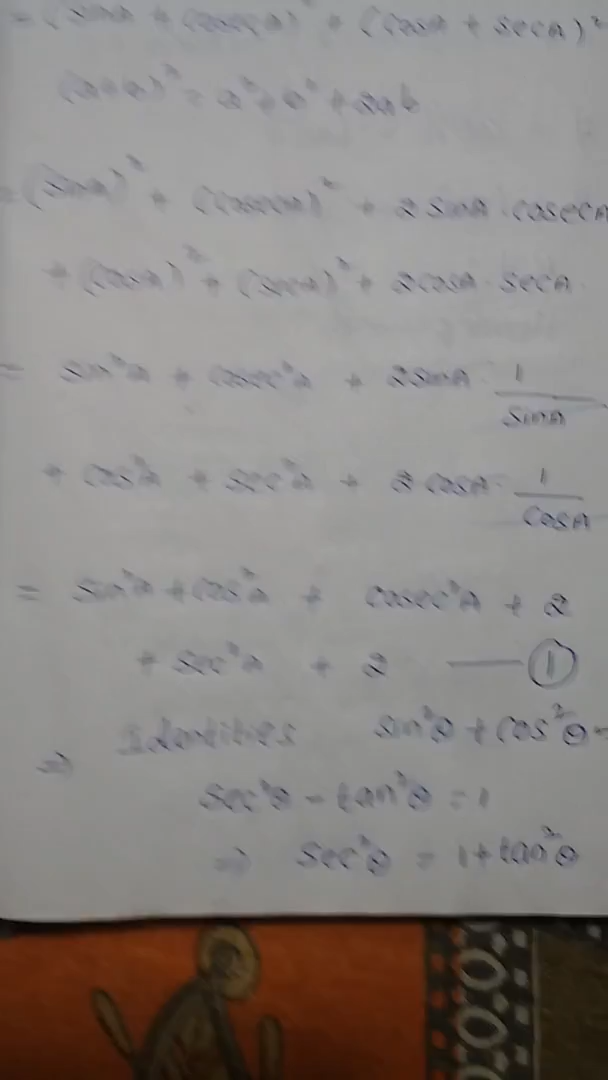 = (sinA + cosecA)² + (cosA + secA)²
(a+b)² = a² + b² + 2ab
= (sinA)² + (cosecA)² + 2 sinA · cosecA
+ (cosA)² + (secA)² + 2cosA · secA
= sin²A + cosec²A + 2sinA · 1/sinA
+ cos²A + sec²A + 2 cosA · 1/cosA
= sin²A + cos²A + cosec²A + 2
+ sec²A + 2 — ①
⇒ Identities sin²θ + cos²θ =
sec²θ − tan²θ = 1
⇒ sec²θ = 1 + tan²θ